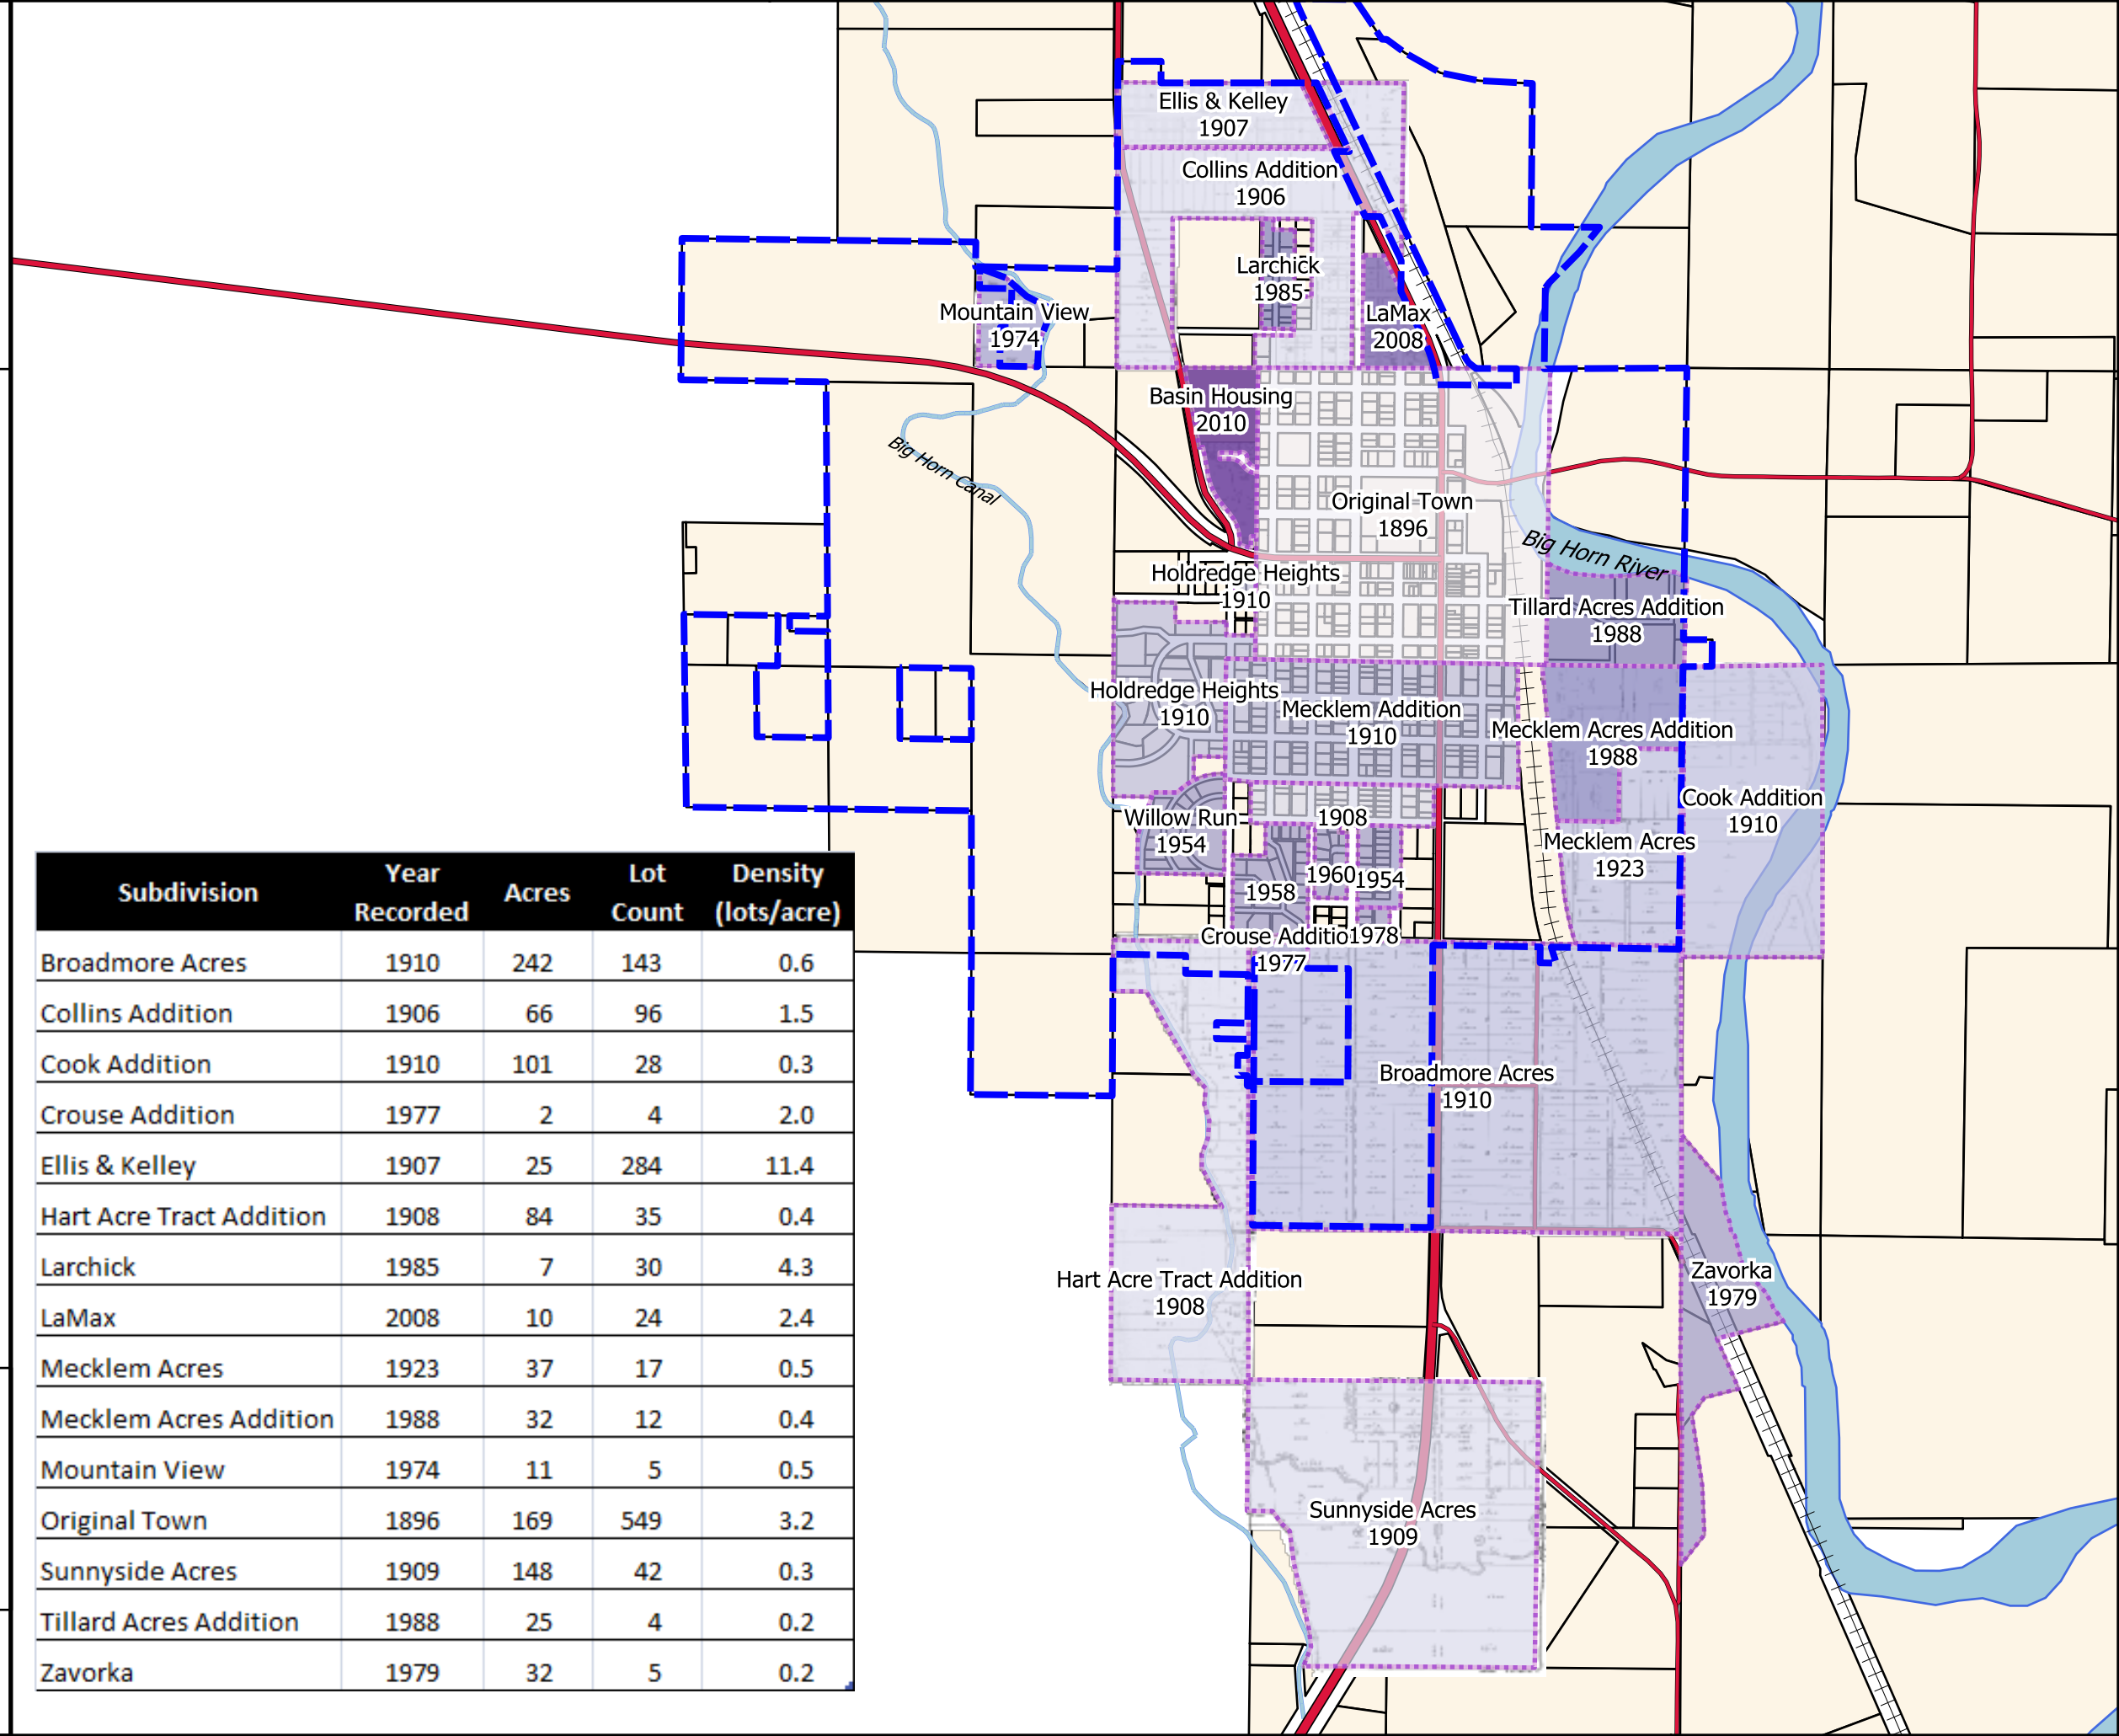 Ellis & Kelley
1907
Collins Addition
1906
Larchick
1985
Mountain View
1974
LaMax
2008
Basin Housing
2010
Big Horn Canal
Original Town
1896
Big Horn River
Holdredge Heights
1910
Tillard Acres Addition
1988
Holdredge Heights
1910
Mecklem Addition
1910
Mecklem Acres Addition
1988
Cook Addition
1910
Willow Run
1954
1908
Mecklem Acres
1923
1960
1954
1958
Crouse Additio
1978
1977
Broadmore Acres
1910
Hart Acre Tract Addition
1908
Zavorka
1979
Sunnyside Acres
1909
Subdivision Year Recorded Acres Lot Count Density (lots/acre)
Broadmore Acres 1910 242 143 0.6
Collins Addition 1906 66 96 1.5
Cook Addition 1910 101 28 0.3
Crouse Addition 1977 2 4 2.0
Ellis & Kelley 1907 25 284 11.4
Hart Acre Tract Addition 1908 84 35 0.4
Larchick 1985 7 30 4.3
LaMax 2008 10 24 2.4
Mecklem Acres 1923 37 17 0.5
Mecklem Acres Addition 1988 32 12 0.4
Mountain View 1974 11 5 0.5
Original Town 1896 169 549 3.2
Sunnyside Acres 1909 148 42 0.3
Tillard Acres Addition 1988 25 4 0.2
Zavorka 1979 32 5 0.2